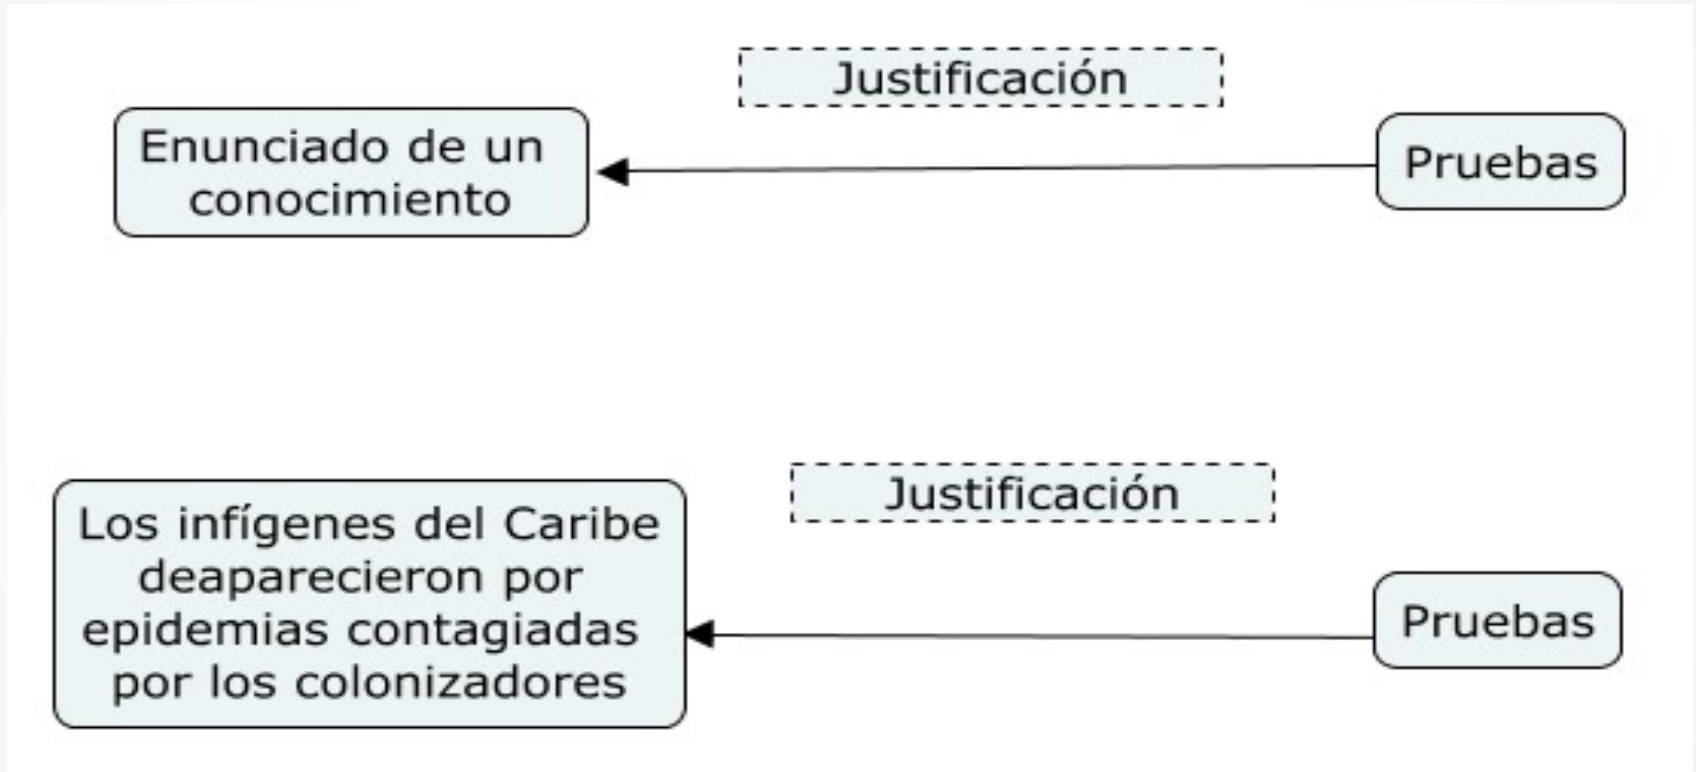 Justificación
Enunciado de un
conocimiento
Pruebas
Justificación
Los infígenes del Caribe
deaparecieron por
epidemias contagiadas
por los colonizadores
Pruebas